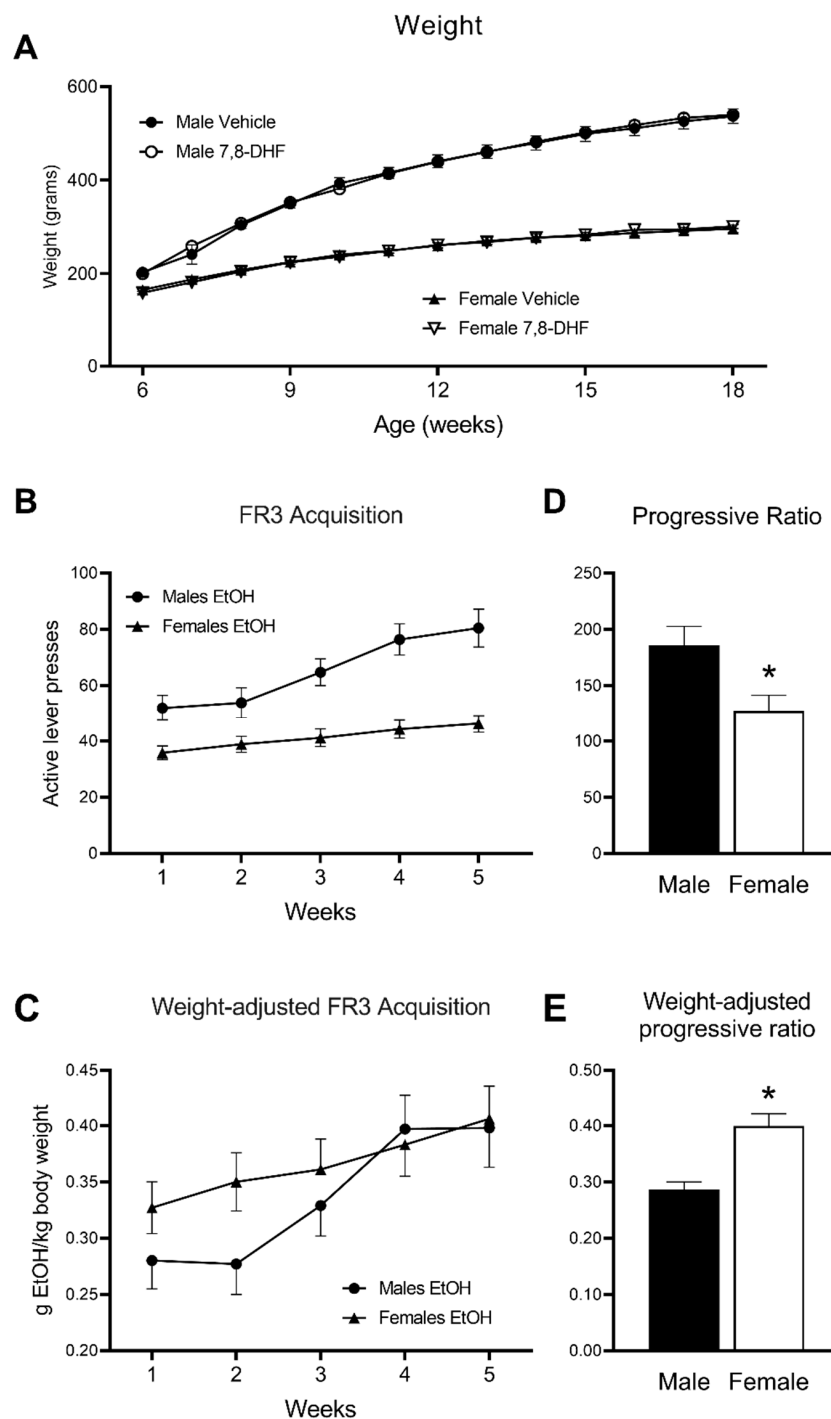 Weight
A
600
400
200
0
Weight (grams)
Male Vehicle
Male 7,8-DHF
Female Vehicle
Female 7,8-DHF
6
9
12
15
18
Age (weeks)
B
FR3 Acquisition
100
80
60
40
20
0
Active lever presses
Males EtOH
Females EtOH
1
2
3
4
5
Weeks
D
Progressive Ratio
250
200
150
100
50
0
*
Male
Female
C
Weight-adjusted FR3 Acquisition
0.45
0.40
0.35
0.30
0.25
0.20
g EtOH/kg body weight
Males EtOH
Females EtOH
1
2
3
4
5
Weeks
E
Weight-adjusted
progressive ratio
0.50
0.40
0.30
0.20
0.10
0.00
*
Male
Female